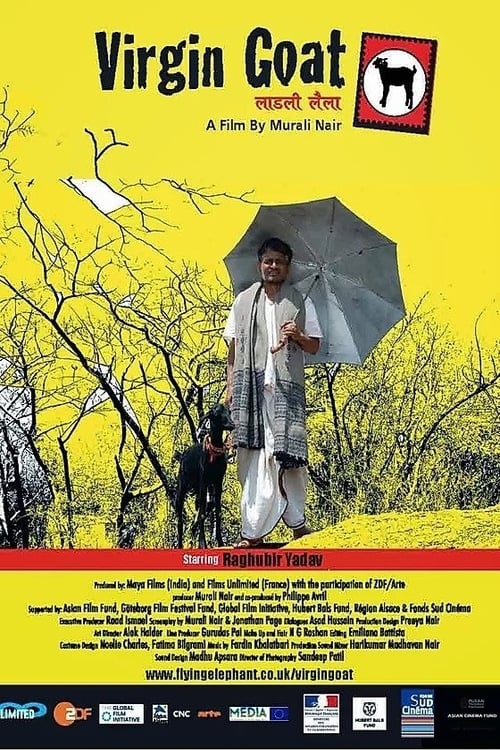 Virgin Goat
लाडली लैला
A Film By Murali Nair
Starring Raghubir Yadav
Produced by: Maya Films (India) and Films Unlimited (France) with the participation of ZDF/Arte
producer Murali Nair and co-produced by Philippe Avril
Supported by: Asian Film Fund, Göteborg Film Festival Fund, Global Film Initiative, Hubert Bals Fund, Région Alsace & Fonds Sud Cinéma
Executive Producer Raad Ismael Screenplay by Murali Nair & Jonathan Page Dialogues Asad Hussain Production Design Preeya Nair
Art Director Alok Halder Line Producer Gurudas Pai Make Up and Hair N G Roshan Editing Emiliano Battista
Costume Design Noelie Charles, Fatima Bilgrami Music by Fardin Khalatbari Production Sound Mixer Harikumar Madhavan Nair
Sound Design Madhu Apsara Director of Photography Sandeep Patil
www.flyingelephant.co.uk/virgingoat
LIMITED ZDF THE GLOBAL FILM INITIATIVE CNC arte MEDIA HUBERT BALS FUND FONDS SUD CINÉMA ASIAN CINEMA FUND